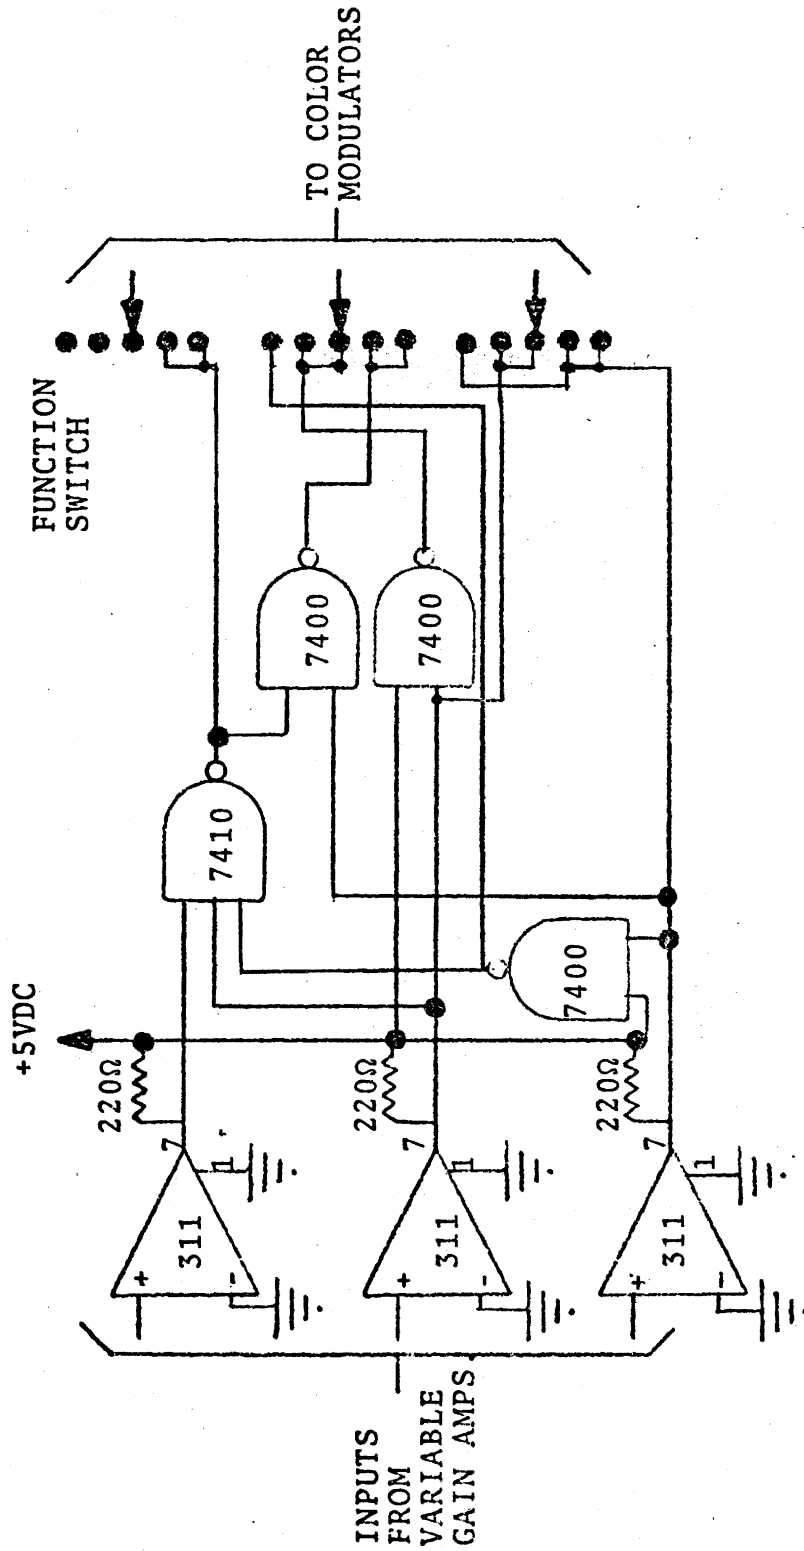 +5VDC
FUNCTION
SWITCH
TO COLOR
MODULATORS
INPUTS
FROM
VARIABLE
GAIN AMPS.
220Ω
220Ω
220Ω
+
-
311
7
1
+
-
311
7
1
+
-
311
7
1
7410
7400
7400
7400